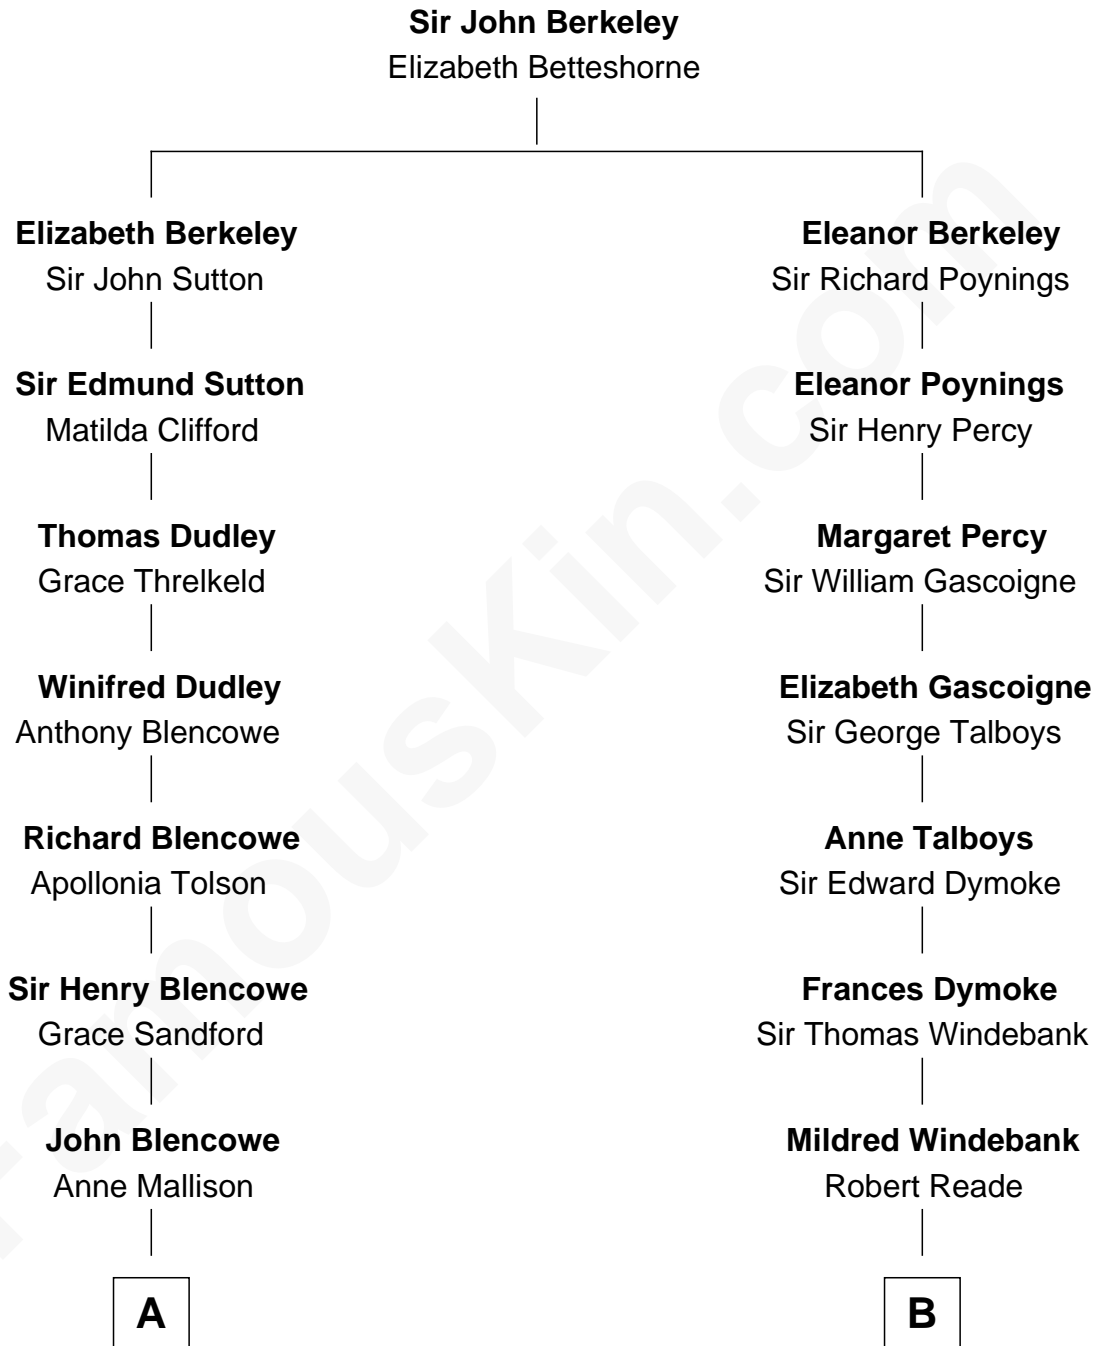 Sir John Berkeley
Elizabeth Betteshorne
Elizabeth Berkeley
Sir John Sutton
Eleanor Berkeley
Sir Richard Poynings
Sir Edmund Sutton
Matilda Clifford
Eleanor Poynings
Sir Henry Percy
Thomas Dudley
Grace Threlkeld
Margaret Percy
Sir William Gascoigne
Winifred Dudley
Anthony Blencowe
Elizabeth Gascoigne
Sir George Talboys
Richard Blencowe
Apollonia Tolson
Anne Talboys
Sir Edward Dymoke
Sir Henry Blencowe
Grace Sandford
Frances Dymoke
Sir Thomas Windebank
John Blencowe
Anne Mallison
Mildred Windebank
Robert Reade
A
B
FamousKin.com